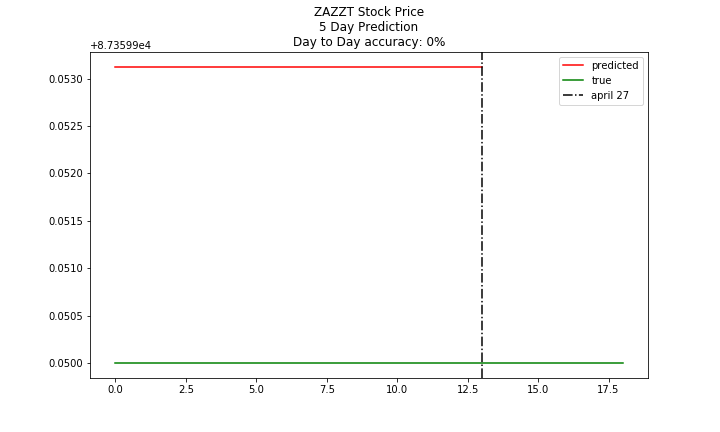 ZAZZT Stock Price
5 Day Prediction
Day to Day accuracy: 0%
+8.73599e4
predicted
true
april 27
0.0530
0.0525
0.0520
0.0515
0.0510
0.0505
0.0500
0.0
2.5
5.0
7.5
10.0
12.5
15.0
17.5